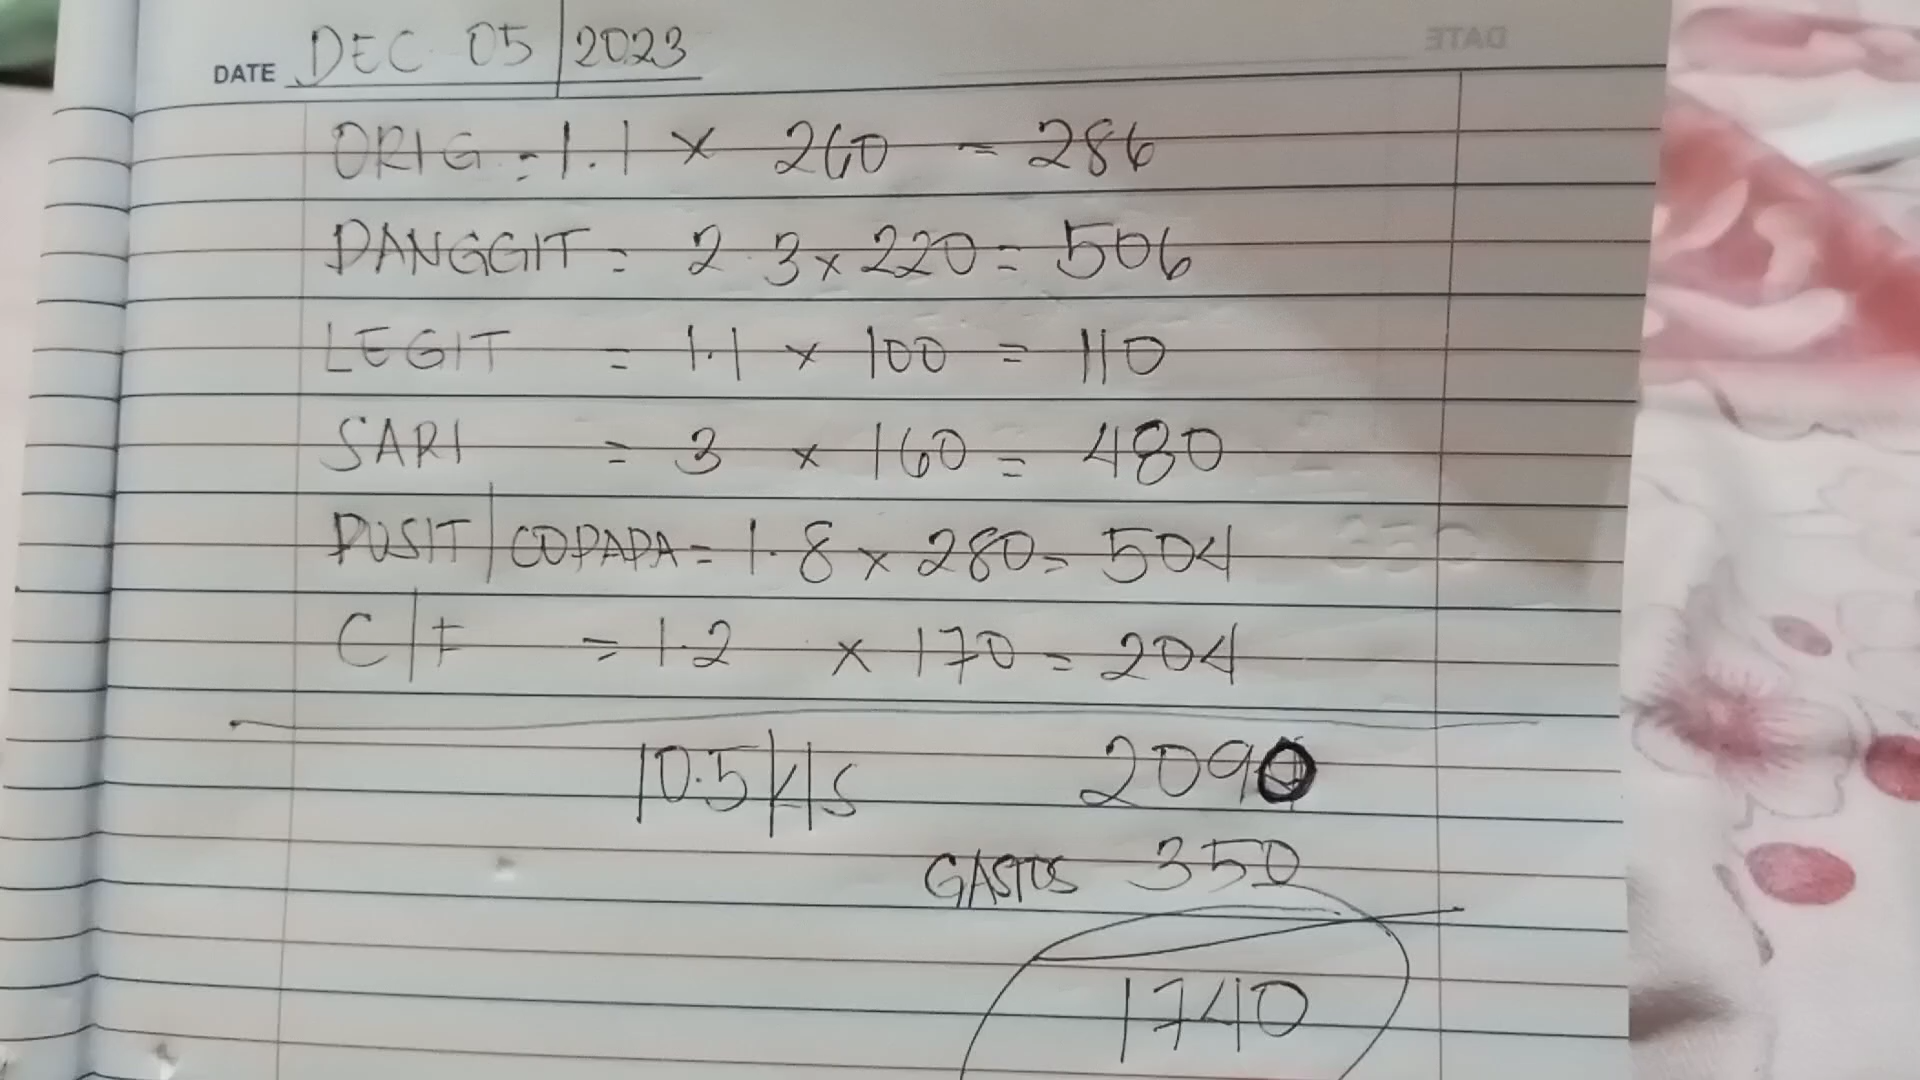 DATE DEC 05/2023
ORIG = 1.1 x 260 = 286
DANGGIT = 2.3 x 220 = 506
LEGIT = 1.1 x 100 = 110
SARI = 3 x 160 = 480
PUSIT/COPAPA = 1.8 x 280 = 504
C/F = 1.2 x 170 = 204
10.5 kls 2090
GASTOS 350
1740